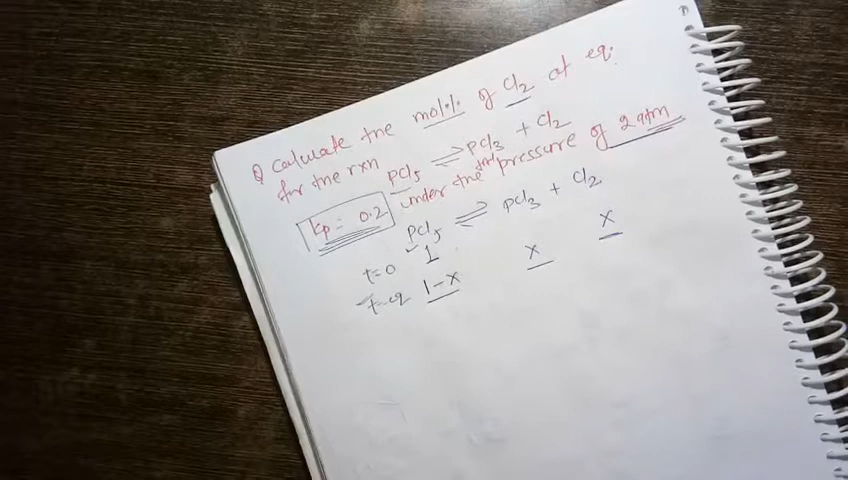 Q Calculate the mol% of Cl2 at eq.
for the rxn PCl5 ⇌ PCl3 + Cl2
Kp = 0.2 under the total pressure of 2 atm
PCl5 ⇌ PCl3 + Cl2
t=0 1
t=eq 1-x x x